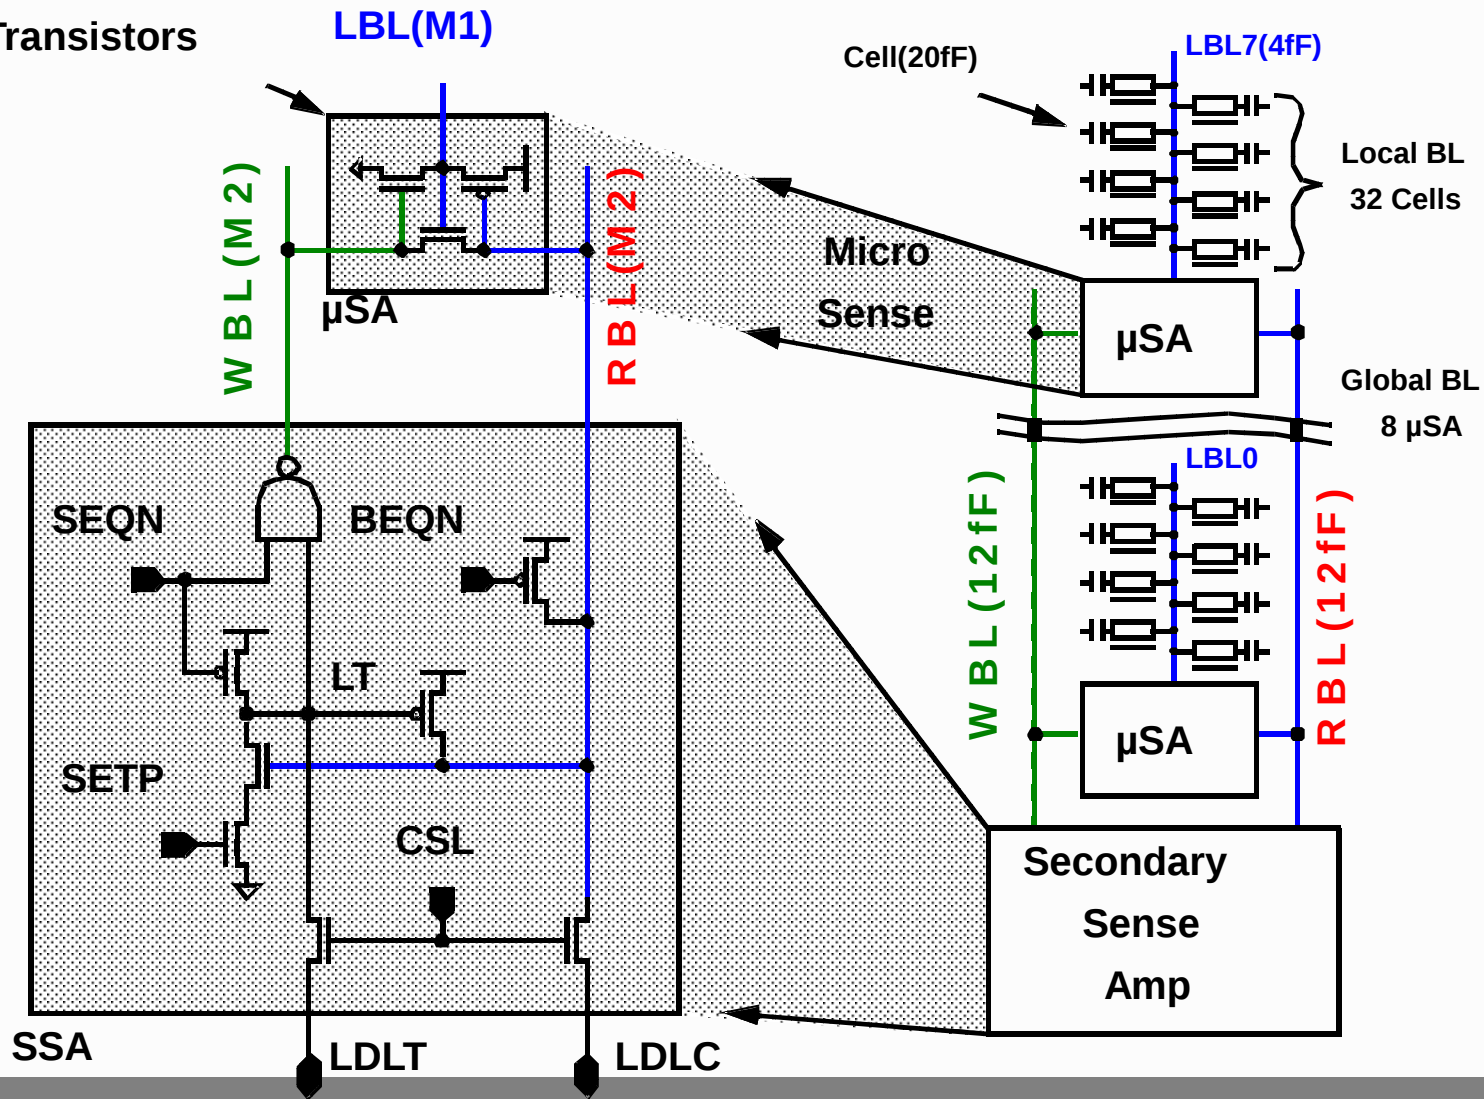 Transistors
LBL(M1)
Cell(20fF)
LBL7(4fF)
Local BL
32 Cells
WBL(M2)
RBL(M2)
µSA
Micro
Sense
µSA
Global BL
8 µSA
LBL0
WBL(12fF)
RBL(12fF)
µSA
SEQN
BEQN
LT
SETP
CSL
Secondary
Sense
Amp
SSA
LDLT
LDLC